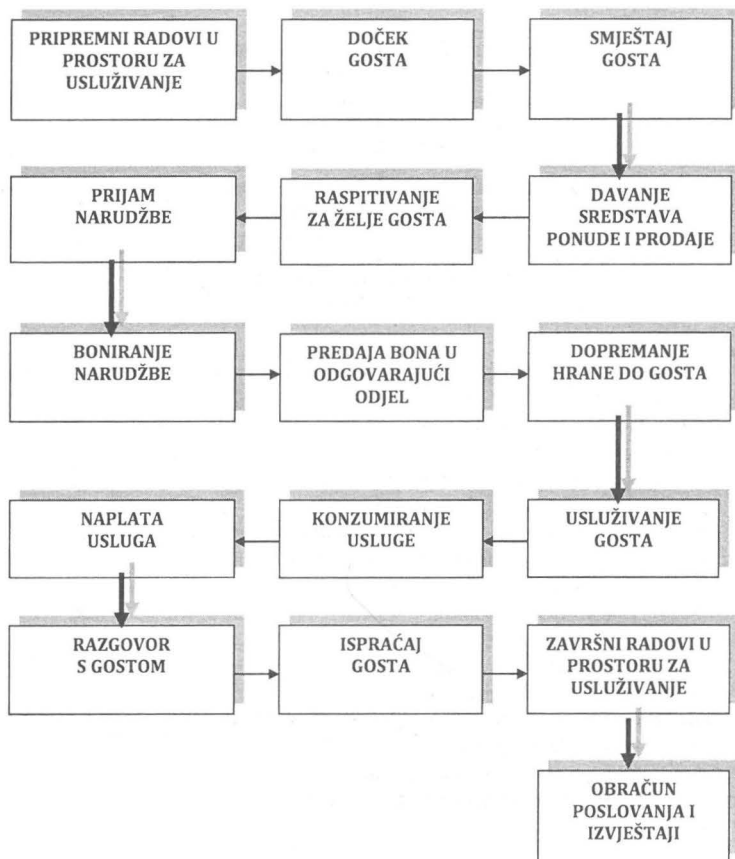 PRIPREMNI RADOVI U
PROSTORU ZA
USLUŽIVANJE
DOČEK
GOSTA
SMJEŠTAJ
GOSTA
DAVANJE
SREDSTAVA
PONUDE I PRODAJE
RASPITIVANJE
ZA ŽELJE GOSTA
PRIJAM
NARUDŽBE
BONIRANJE
NARUDŽBE
PREDAJA BONA U
ODGOVARAJUĆI
ODJEL
DOPREMANJE
HRANE DO GOSTA
USLUŽIVANJE
GOSTA
KONZUMIRANJE
USLUGE
NAPLATA
USLUGA
RAZGOVOR
S GOSTOM
ISPRAĆAJ
GOSTA
ZAVRŠNI RADOVI U
PROSTORU ZA
USLUŽIVANJE
OBRAČUN
POSLOVANJA I
IZVJEŠTAJI